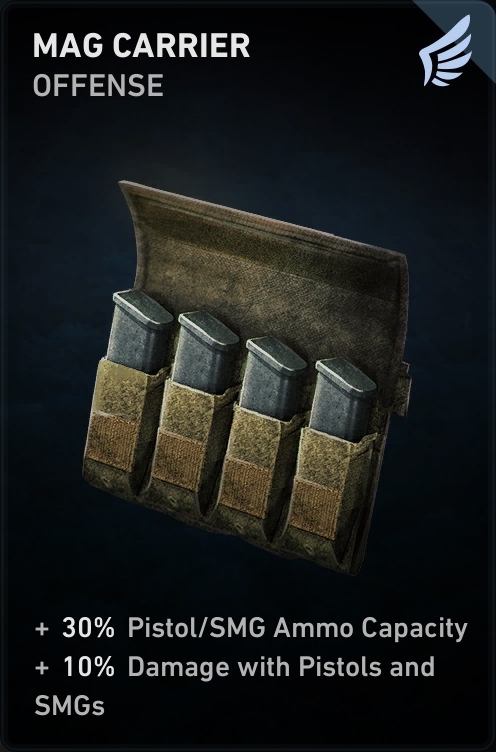 MAG CARRIER
OFFENSE
+ 30% Pistol/SMG Ammo Capacity
+ 10% Damage with Pistols and
SMGs